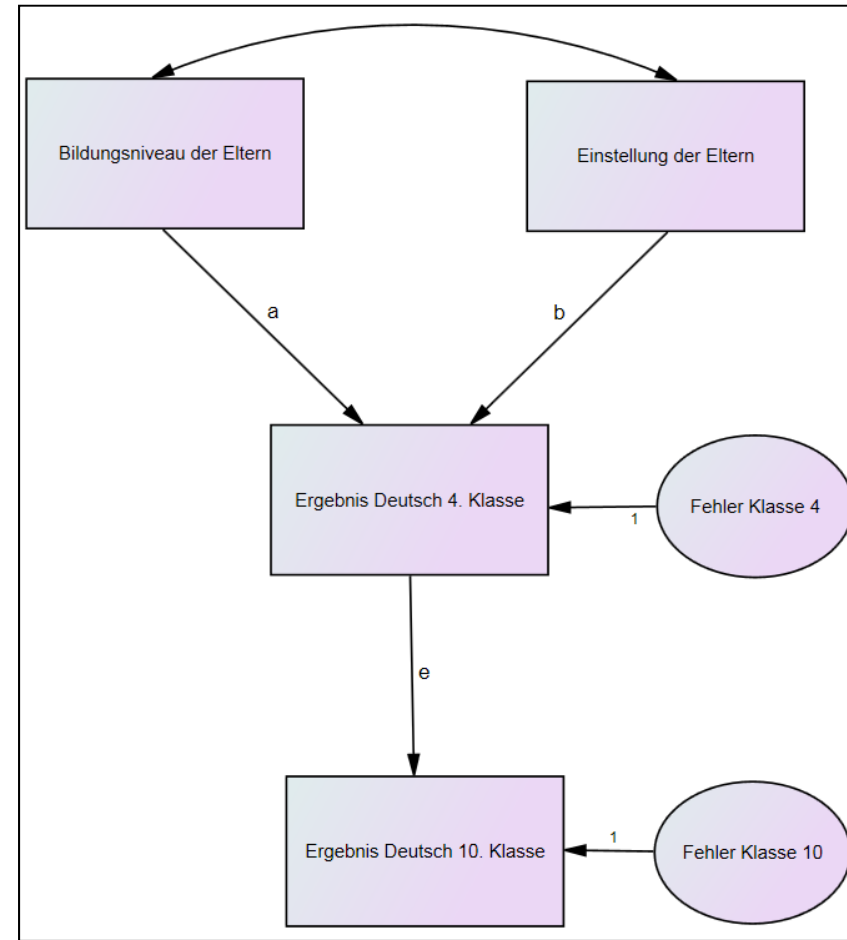 Bildungsniveau der Eltern
Einstellung der Eltern
a
b
Ergebnis Deutsch 4. Klasse
1
Fehler Klasse 4
e
Ergebnis Deutsch 10. Klasse
1
Fehler Klasse 10